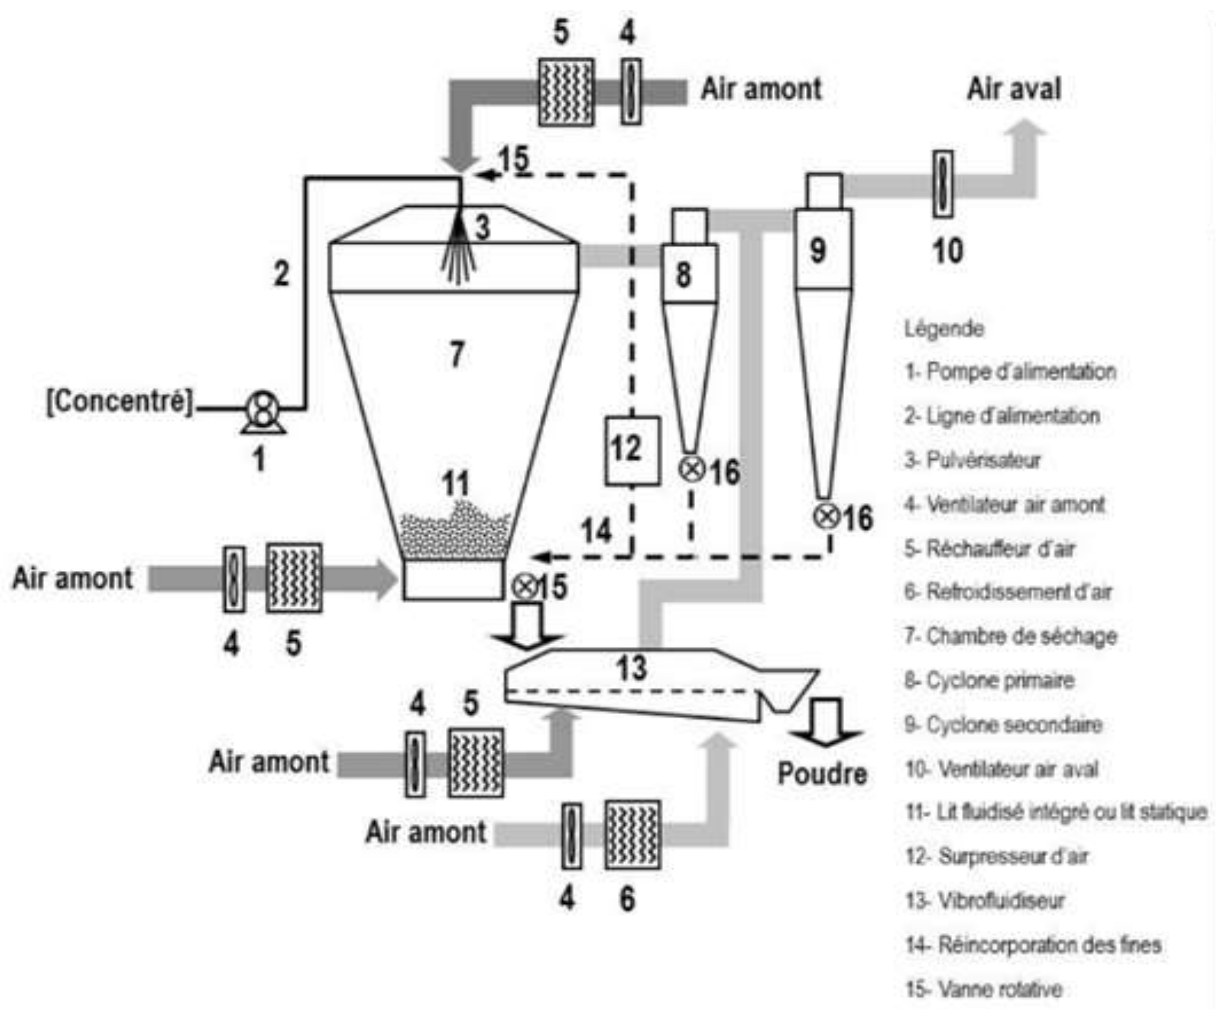 5 4
Air amont
Air aval
15
3
2
8
9
10
7
[Concentré]
1
12
11
16
16
14
Air amont
15
4 5
13
4 5
Air amont
Poudre
Air amont
4 6
Légende
1- Pompe d'alimentation
2- Ligne d'alimentation
3- Pulvérisateur
4- Ventilateur air amont
5- Réchauffeur d'air
6- Refroidissement d'air
7- Chambre de séchage
8- Cyclone primaire
9- Cyclone secondaire
10- Ventilateur air aval
11- Lit fluidisé intégré ou lit statique
12- Surpresseur d'air
13- Vibrofluidiseur
14- Réincorporation des fines
15- Vanne rotative